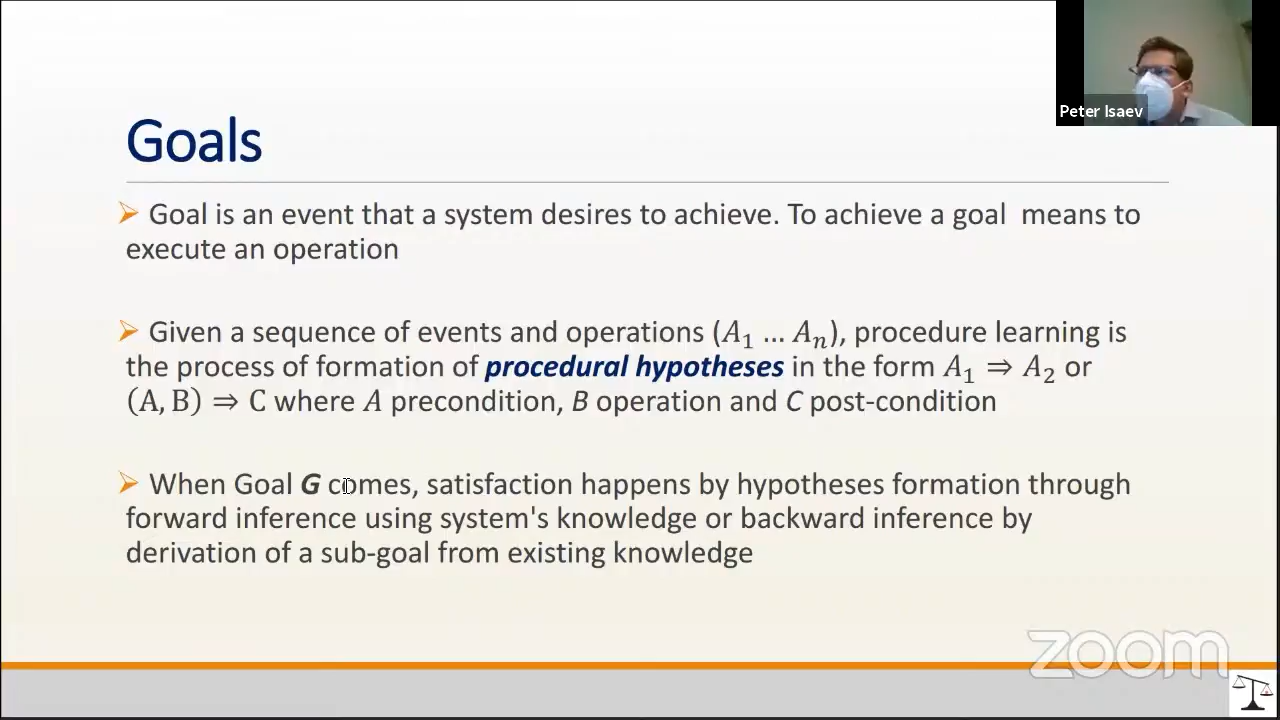 Peter Isaev
Goals
Goal is an event that a system desires to achieve. To achieve a goal means to
execute an operation
Given a sequence of events and operations (A₁ ... Aₙ), procedure learning is
the process of formation of procedural hypotheses in the form A₁ ⇒ A₂ or
(A, B) ⇒ C where A precondition, B operation and C post-condition
When Goal G comes, satisfaction happens by hypotheses formation through
forward inference using system's knowledge or backward inference by
derivation of a sub-goal from existing knowledge
zoom